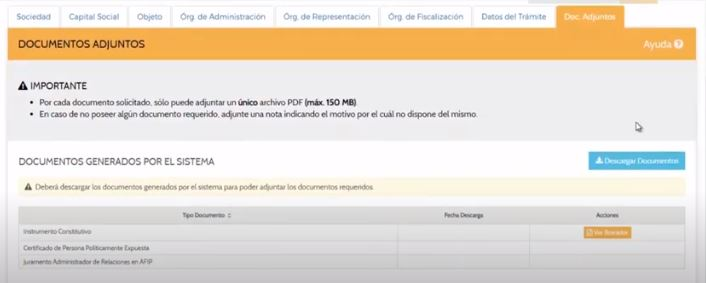 Sociedad Capital Social Objeto Órg. de Administración Órg. de Representación Órg. de Fiscalización Datos del Trámite Doc. Adjuntos
DOCUMENTOS ADJUNTOS Ayuda
IMPORTANTE
• Por cada documento solicitado, sólo puede adjuntar un único archivo PDF (máx. 150 MB).
• En caso de no poseer algún documento requerido, adjunte una nota indicando el motivo por el cuál no dispone del mismo.
DOCUMENTOS GENERADOS POR EL SISTEMA Descargar Documentos
Deberá descargar los documentos generados por el sistema para poder adjuntar los documentos requeridos.
Tipo Documento Fecha Descarga Acciones
Instrumento Constitutivo Ver Borrador
Certificado de Persona Políticamente Expuesta
Juramento Administrador de Relaciones en AFIP